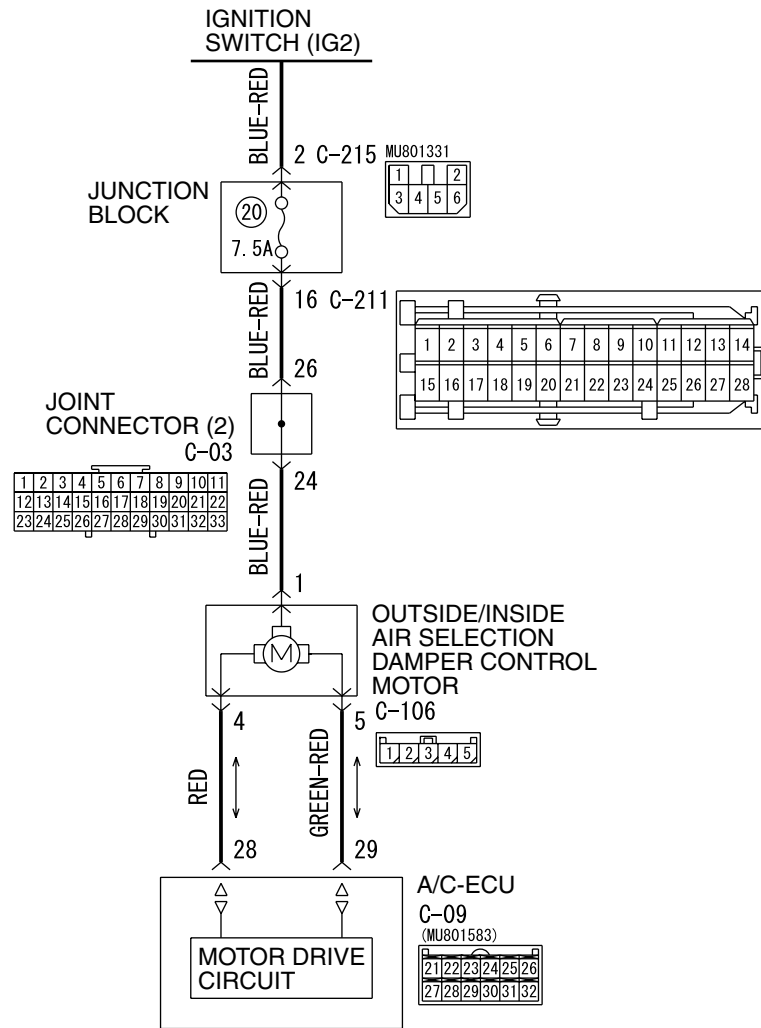 IGNITION
SWITCH (IG2)
BLUE-RED
2 C-215 MU801331
1 2
3 4 5 6
JUNCTION
BLOCK
20
7.5A
16 C-211
BLUE-RED
1 2 3 4 5 6 7 8 9 10 11 12 13 14
15 16 17 18 19 20 21 22 23 24 25 26 27 28
26
JOINT
CONNECTOR (2)
C-03
1 2 3 4 5 6 7 8 9 10 11
12 13 14 15 16 17 18 19 20 21 22
23 24 25 26 27 28 29 30 31 32 33
24
BLUE-RED
1
M
OUTSIDE/INSIDE
AIR SELECTION
DAMPER CONTROL
MOTOR
C-106
1 2 3 4 5
4 5
RED GREEN-RED
28 29
A/C-ECU
C-09
(MU801583)
21 22 23 24 25 26
27 28 29 30 31 32
MOTOR DRIVE
CIRCUIT